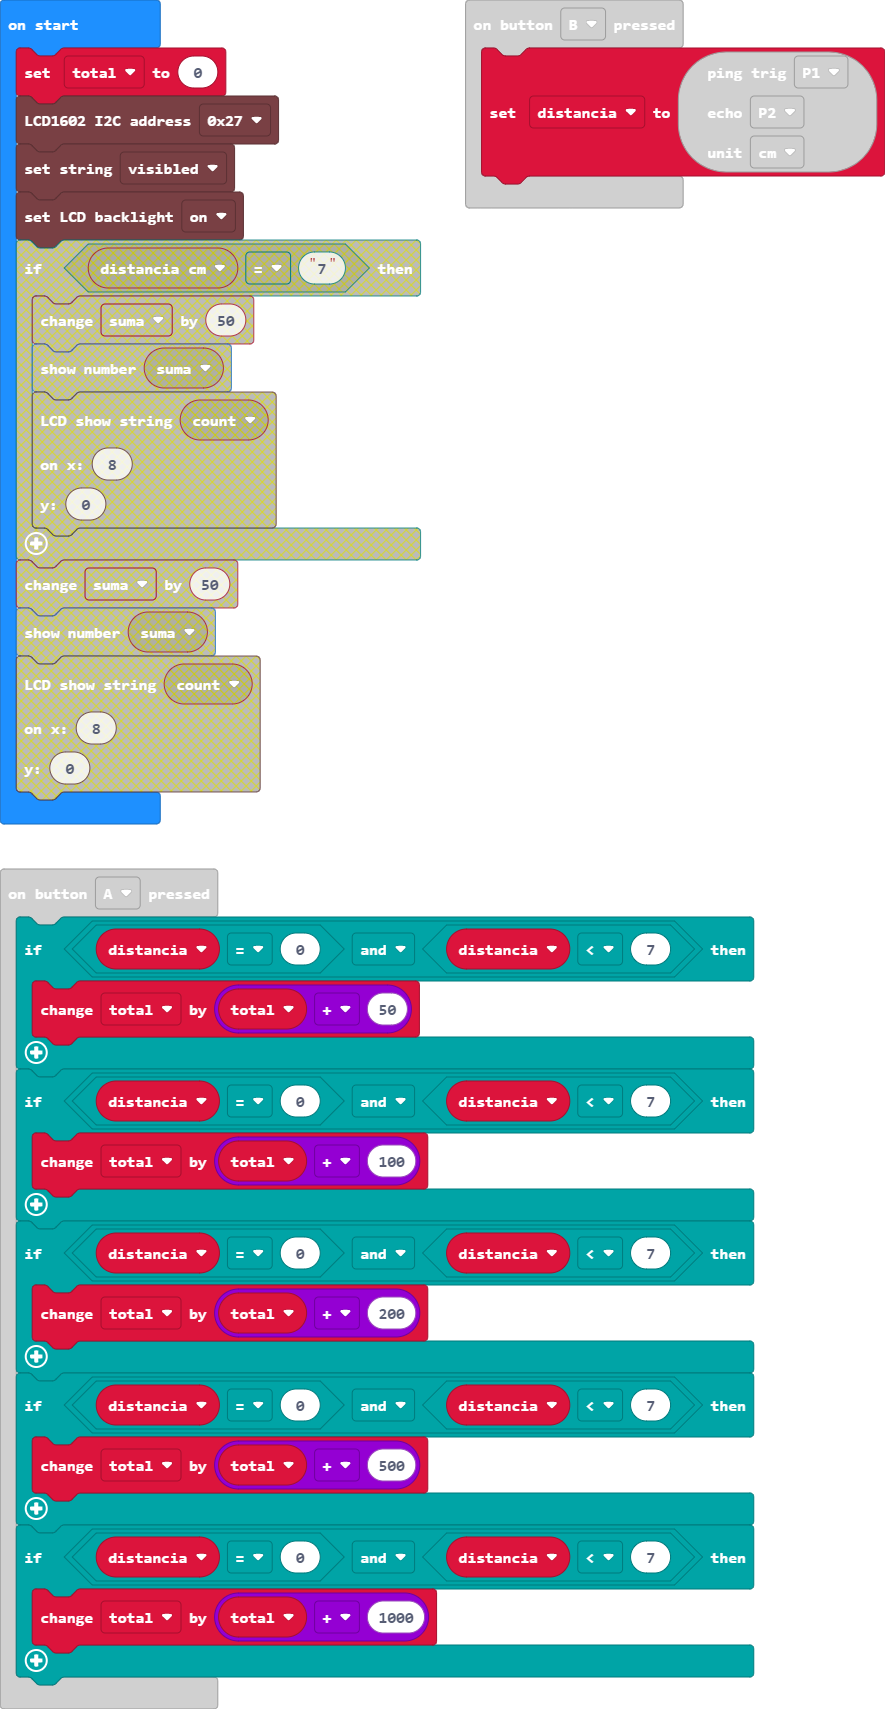 on start
set total to 0
LCD1602 I2C address 0x27
set string visibled
set LCD backlight on
if distancia cm = "7" then
change suma by 50
show number suma
LCD show string count
on x: 8
y: 0
change suma by 50
show number suma
LCD show string count
on x: 8
y: 0
on button B pressed
set distancia to ping trig P1
echo P2
unit cm
on button A pressed
if distancia = 0 and distancia < 7 then
change total by total + 50
if distancia = 0 and distancia < 7 then
change total by total + 100
if distancia = 0 and distancia < 7 then
change total by total + 200
if distancia = 0 and distancia < 7 then
change total by total + 500
if distancia = 0 and distancia < 7 then
change total by total + 1000